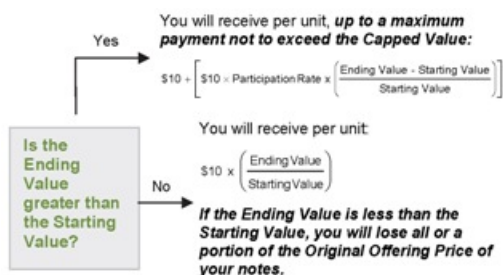 You will receive per unit, up to a maximum
Yes
payment not to exceed the Capped Value:
$10 + [ $10 × Participation Rate x ( Ending Value - Starting Value / Starting Value ) ]
You will receive per unit:
Is the
Ending
Value
greater than
the Starting
Value?
$10 x ( Ending Value / Starting Value )
No
If the Ending Value is less than the
Starting Value, you will lose all or a
portion of the Original Offering Price of
your notes.